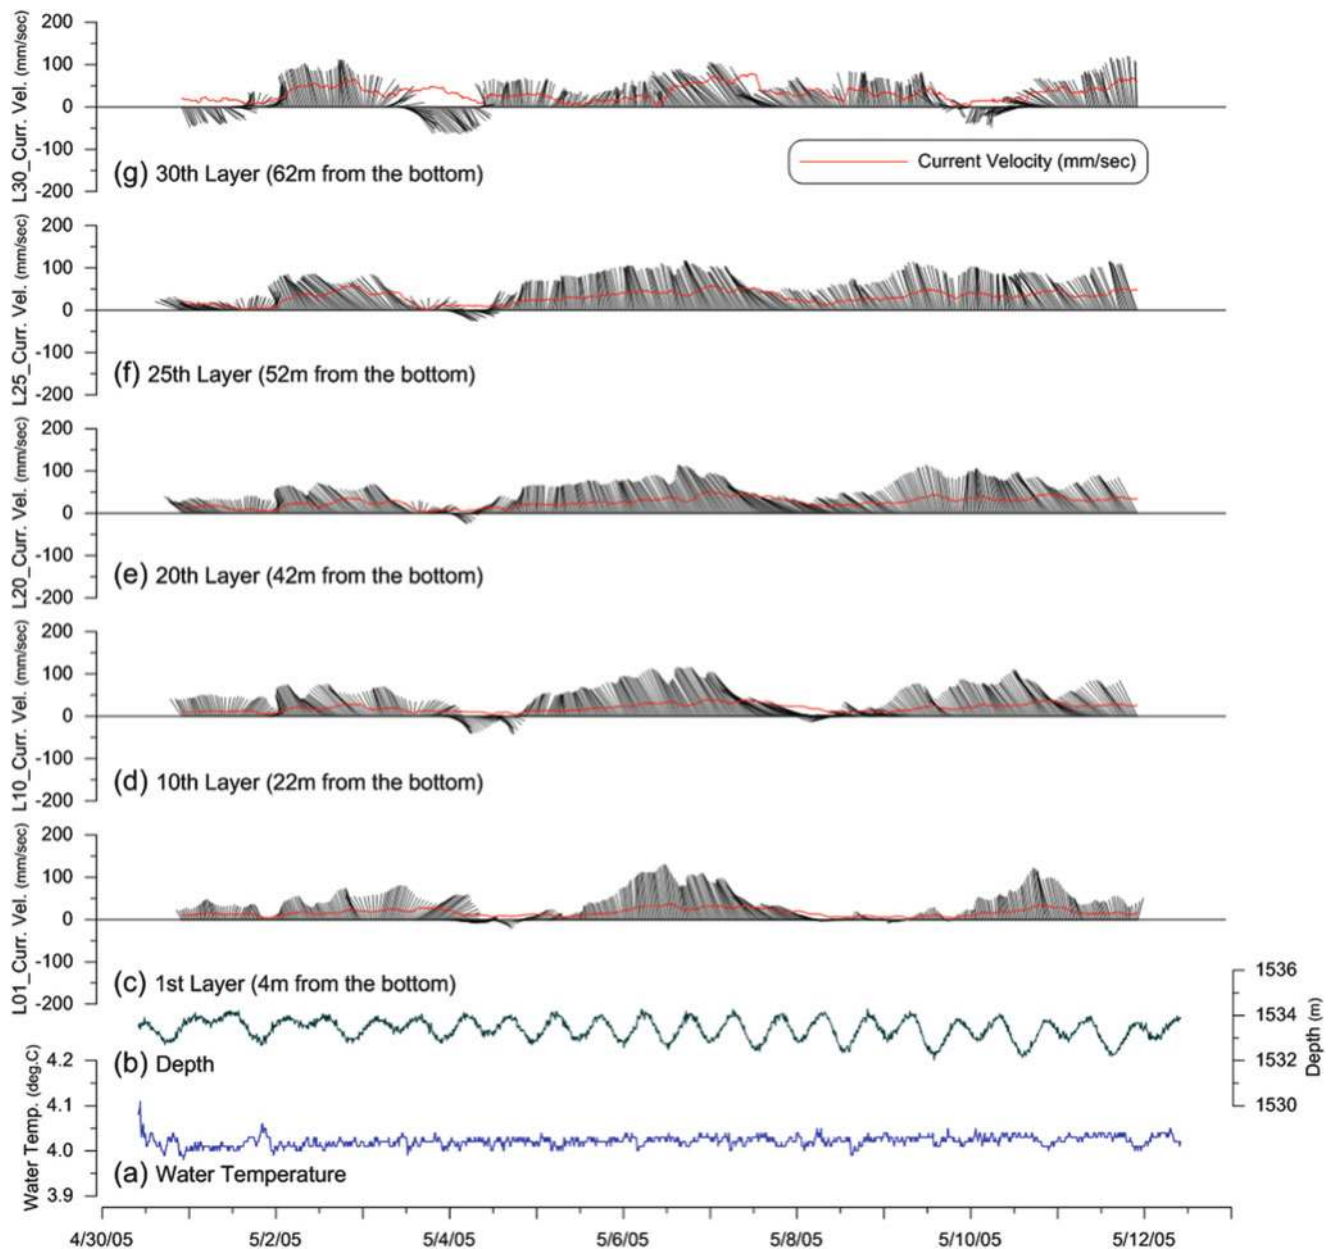 200
100
0
-100
-200
L30_Curr. Vel. (mm/sec)
Current Velocity (mm/sec)
(g) 30th Layer (62m from the bottom)
200
100
0
-100
-200
L25_Curr. Vel. (mm/sec)
(f) 25th Layer (52m from the bottom)
200
100
0
-100
-200
L20_Curr. Vel. (mm/sec)
(e) 20th Layer (42m from the bottom)
200
100
0
-100
-200
L10_Curr. Vel. (mm/sec)
(d) 10th Layer (22m from the bottom)
200
100
0
-100
-200
L01_Curr. Vel. (mm/sec)
(c) 1st Layer (4m from the bottom)
1536
1534
1532
1530
Depth (m)
(b) Depth
4.2
4.1
4.0
3.9
Water Temp. (deg.C)
(a) Water Temperature
4/30/05
5/2/05
5/4/05
5/6/05
5/8/05
5/10/05
5/12/05